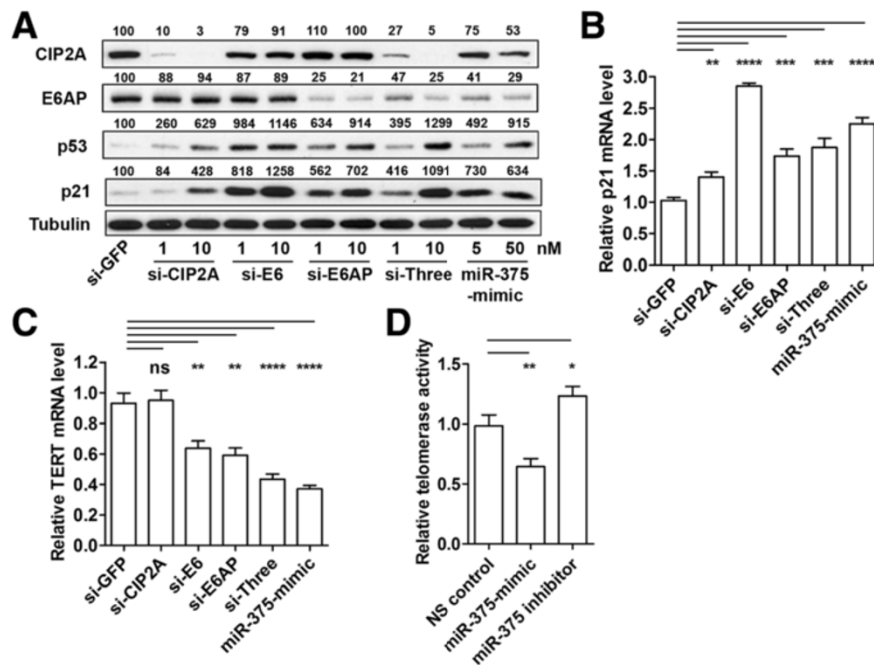 A
100 10 3 79 91 110 100 27 5 75 53
CIP2A
100 88 94 87 89 25 21 47 25 41 29
E6AP
100 260 629 984 1146 634 914 395 1299 492 915
p53
100 84 428 818 1258 562 702 416 1091 730 634
p21
Tubulin
si-GFP
1 10 1 10 1 10 1 10 5 50 nM
si-CIP2A si-E6 si-E6AP si-Three miR-375
-mimic
B
** **** *** *** ****
Relative p21 mRNA level
3.0
2.5
2.0
1.5
1.0
0.5
0.0
si-GFP
si-CIP2A
si-E6
si-E6AP
si-Three
miR-375-mimic
C
ns ** ** **** ****
Relative TERT mRNA level
1.2
1.0
0.8
0.6
0.4
0.2
0.0
si-GFP
si-CIP2A
si-E6
si-E6AP
si-Three
miR-375-mimic
D
** *
Relative telomerase activity
1.5
1.0
0.5
0.0
NS control
miR-375-mimic
miR-375 inhibitor